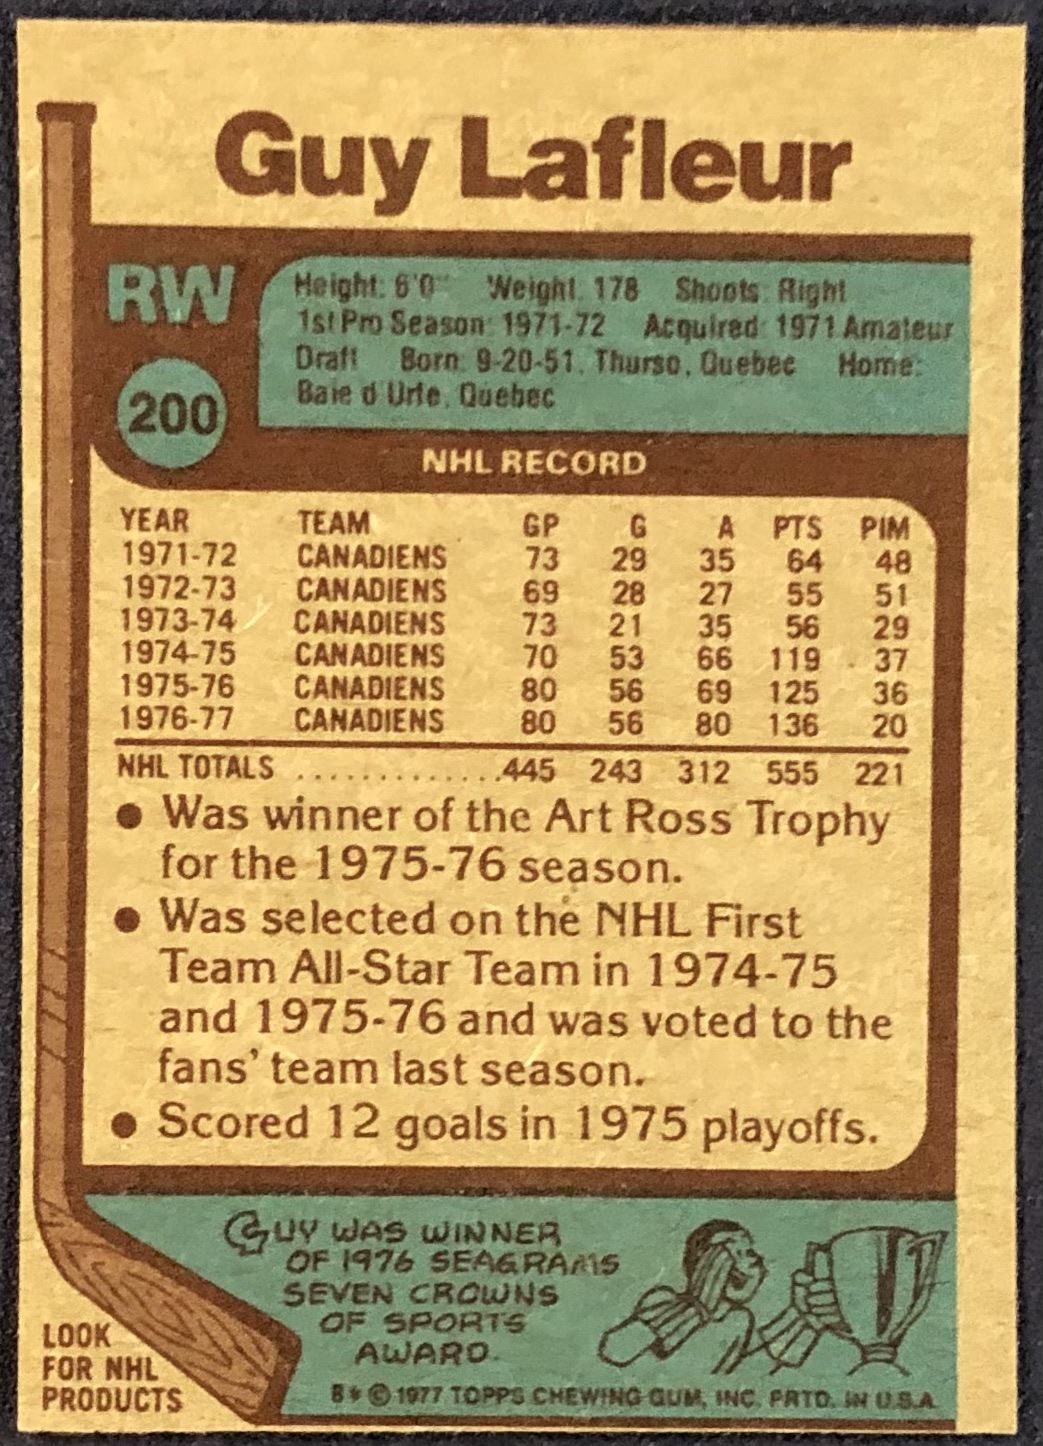 Guy Lafleur
RW
200
Height: 6'0" Weight: 178 Shoots: Right
1st Pro Season: 1971-72 Acquired: 1971 Amateur
Draft Born: 9-20-51, Thurso, Quebec Home:
Baie d'Urfe, Quebec
NHL RECORD
YEAR TEAM GP G A PTS PIM
1971-72 CANADIENS 73 29 35 64 48
1972-73 CANADIENS 69 28 27 55 51
1973-74 CANADIENS 73 21 35 56 29
1974-75 CANADIENS 70 53 66 119 37
1975-76 CANADIENS 80 56 69 125 36
1976-77 CANADIENS 80 56 80 136 20
NHL TOTALS ..............445 243 312 555 221
● Was winner of the Art Ross Trophy
for the 1975-76 season.
● Was selected on the NHL First
Team All-Star Team in 1974-75
and 1975-76 and was voted to the
fans' team last season.
● Scored 12 goals in 1975 playoffs.
GUY WAS WINNER
OF 1976 SEAGRAMS
SEVEN CROWNS
OF SPORTS
AWARD.
LOOK
FOR NHL
PRODUCTS
B* © 1977 TOPPS CHEWING GUM, INC. PRTD. IN U.S.A.